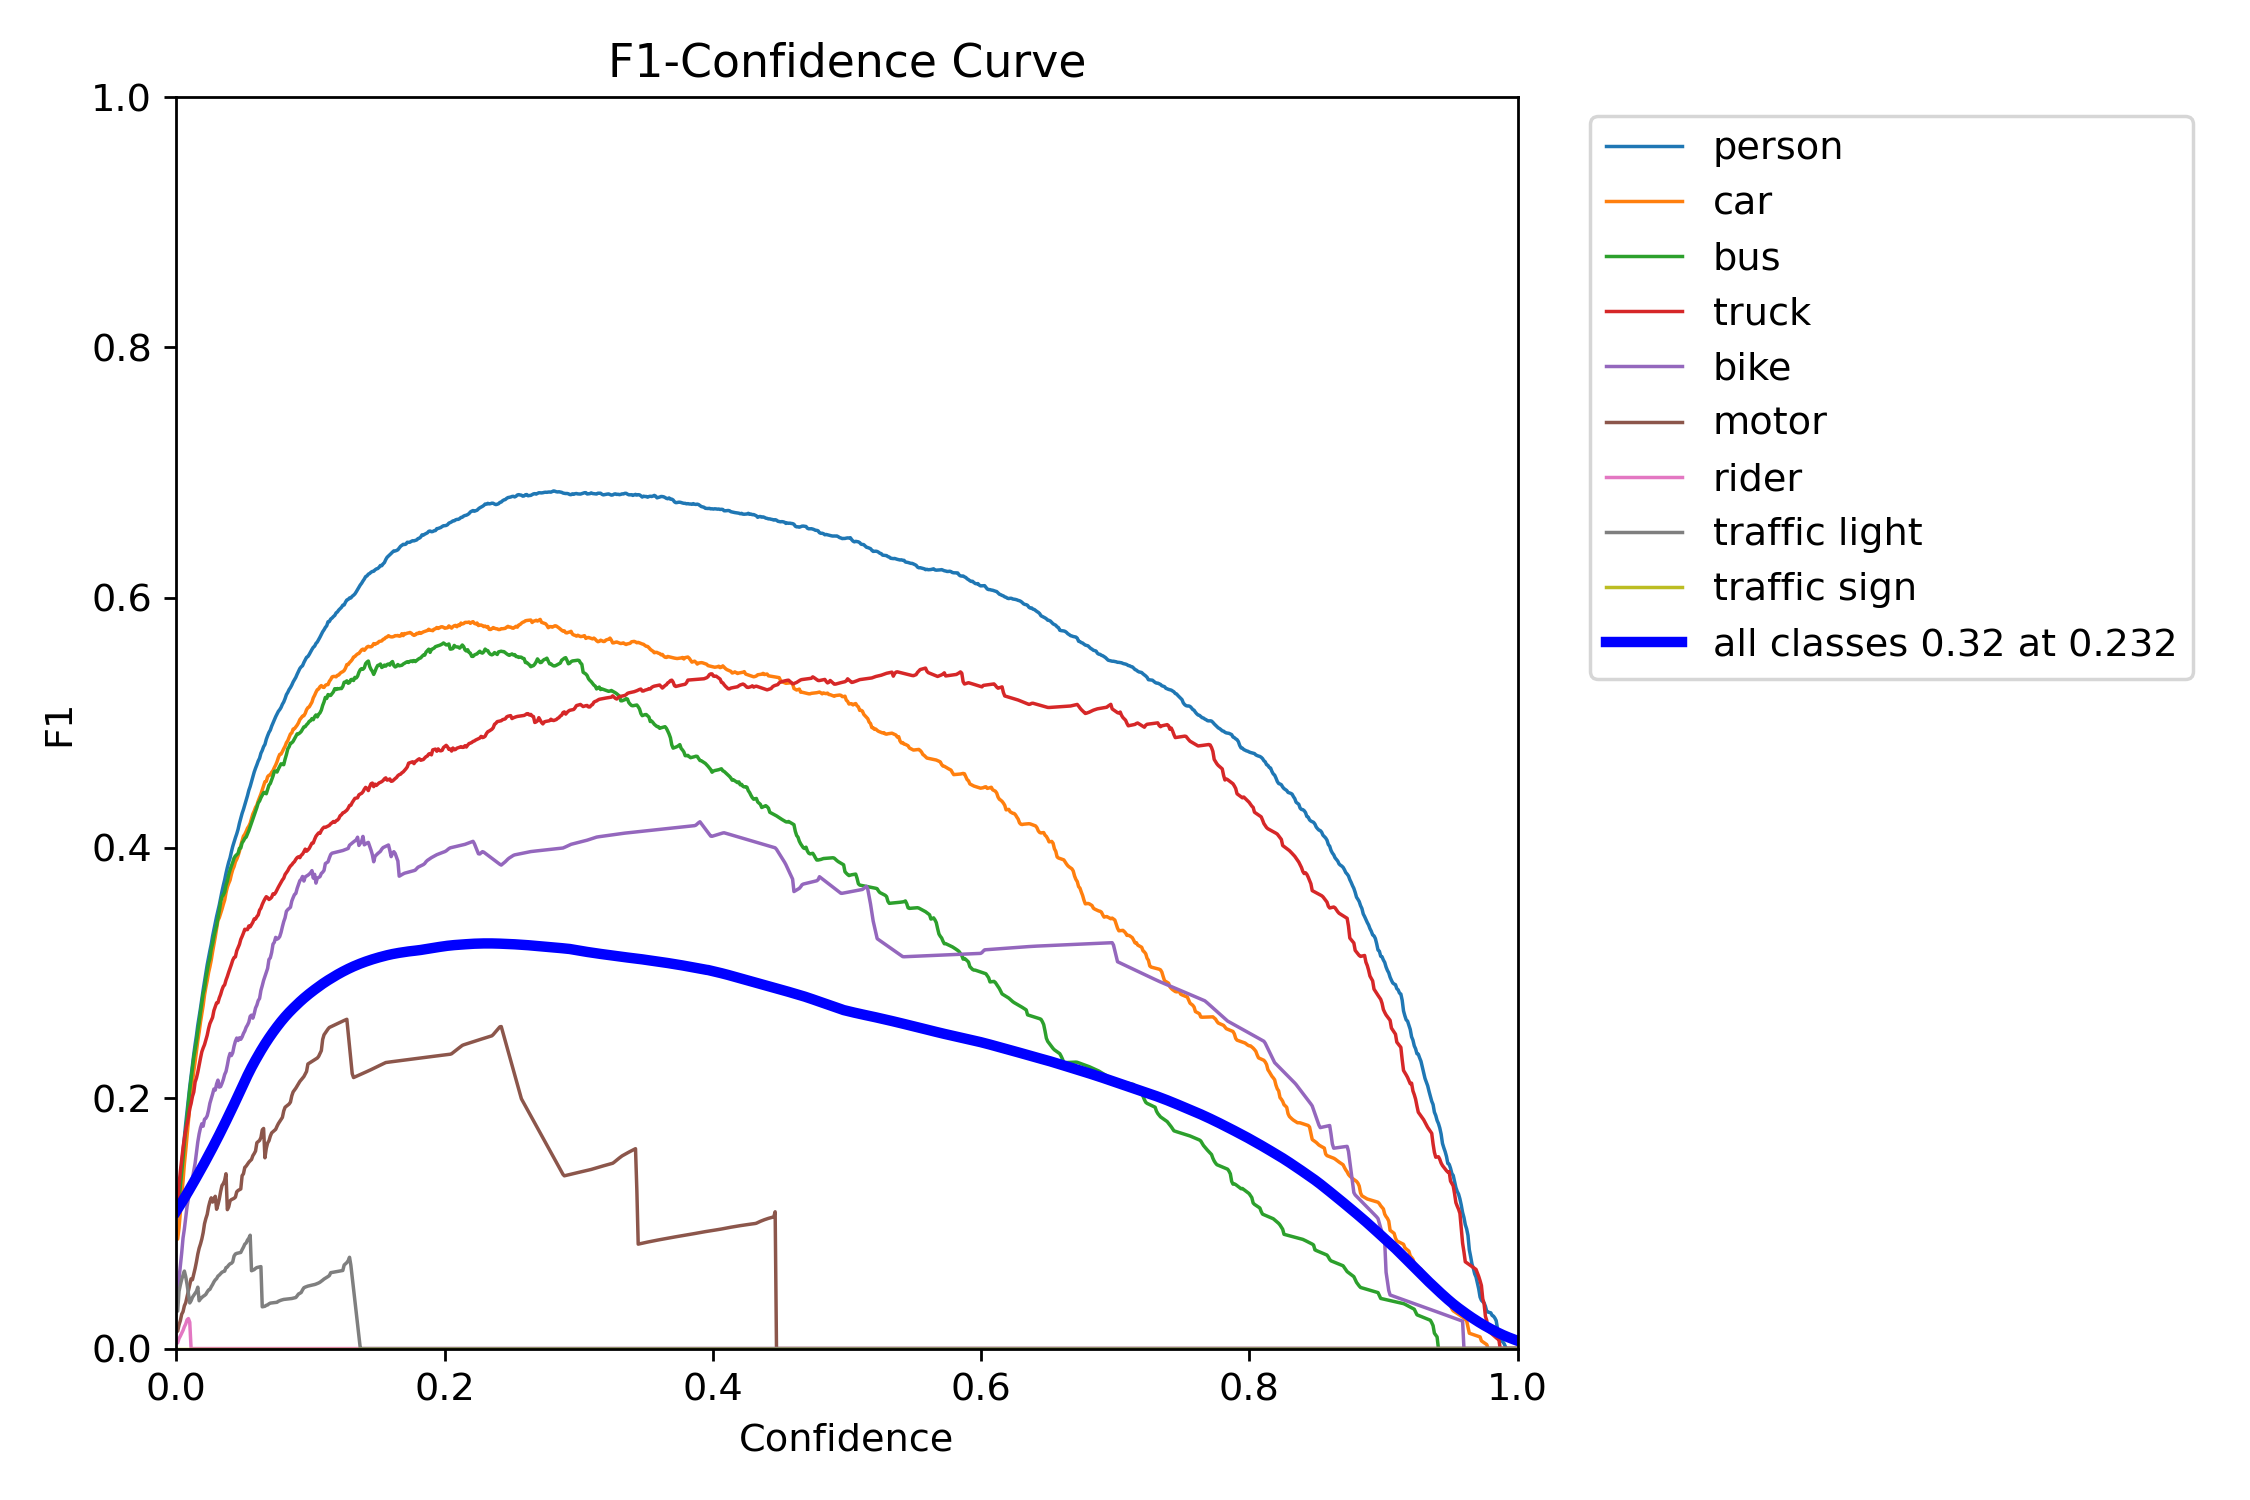 F1-Confidence Curve
1.0
0.8
0.6
0.4
0.2
0.0
F1
0.0 0.2 0.4 0.6 0.8 1.0
Confidence
person
car
bus
truck
bike
motor
rider
traffic light
traffic sign
all classes 0.32 at 0.232